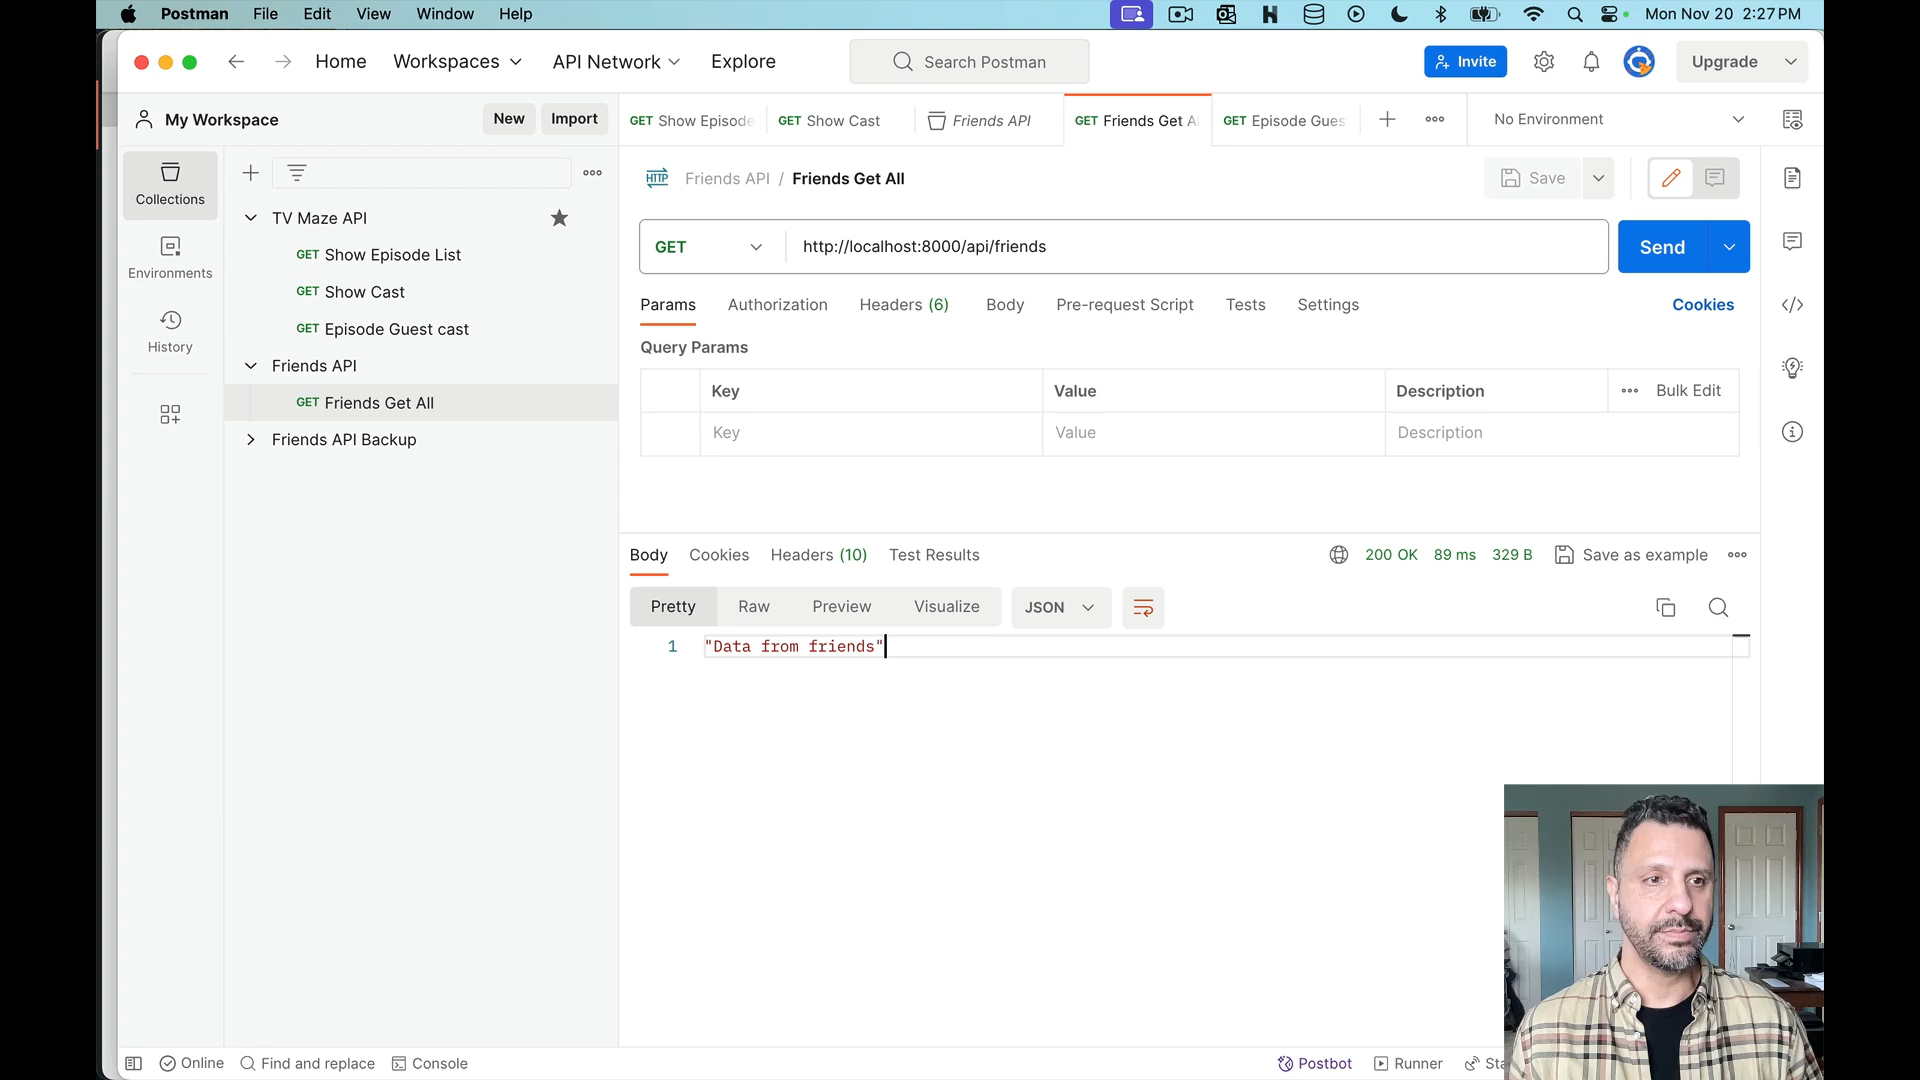 Postman File Edit View Window Help Mon Nov 20 2:27 PM
Home Workspaces API Network Explore Search Postman Invite Upgrade
My Workspace New Import GET Show Episode GET Show Cast Friends API GET Friends Get A GET Episode Gues No Environment
Collections
Environments
History
TV Maze API
GET Show Episode List
GET Show Cast
GET Episode Guest cast
Friends API
GET Friends Get All
Friends API Backup
HTTP Friends API / Friends Get All Save
GET http://localhost:8000/api/friends Send
Params Authorization Headers (6) Body Pre-request Script Tests Settings Cookies
Query Params
Key Value Description Bulk Edit
Key Value Description
Body Cookies Headers (10) Test Results 200 OK 89 ms 329 B Save as example
Pretty Raw Preview Visualize JSON
1 "Data from friends"
Online Find and replace Console Postbot Runner